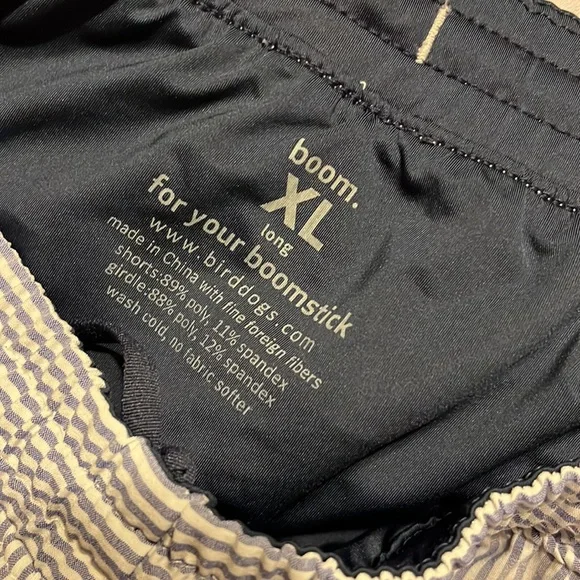 boom.
XL
long
for your boomstick
www.birddogs.com
made in China with fine foreign fibers
shorts:89% poly, 11% spandex
girdle:88% poly, 12% spandex
wash cold, no fabric softer